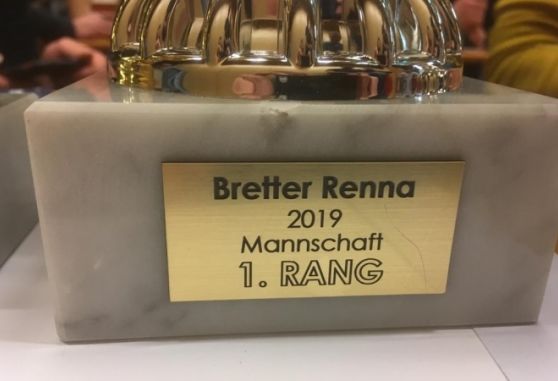 Bretter Renna
2019
Mannschaft
1. RANG